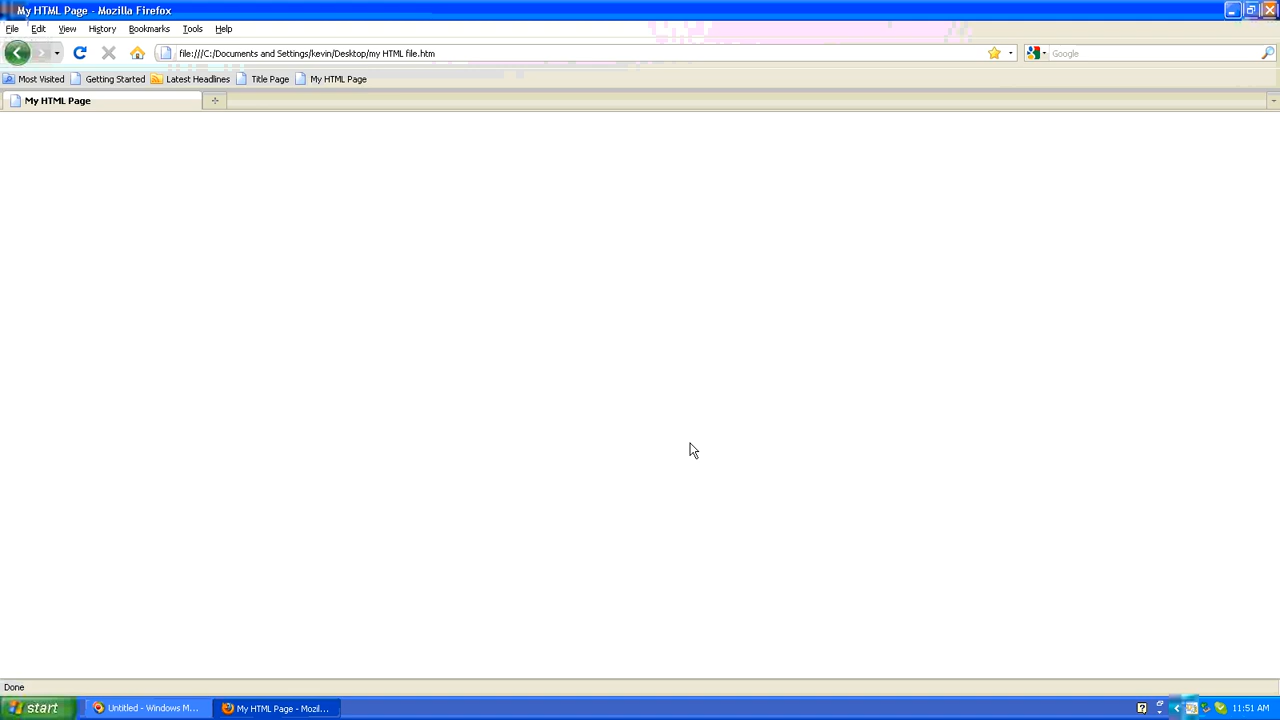 My HTML Page - Mozilla Firefox
File Edit View History Bookmarks Tools Help
file:///C:/Documents and Settings/kevin/Desktop/my HTML file.htm Google
Most Visited Getting Started Latest Headlines Title Page My HTML Page
My HTML Page
Done
start Untitled - Windows M... My HTML Page - Mozil... 11:51 AM